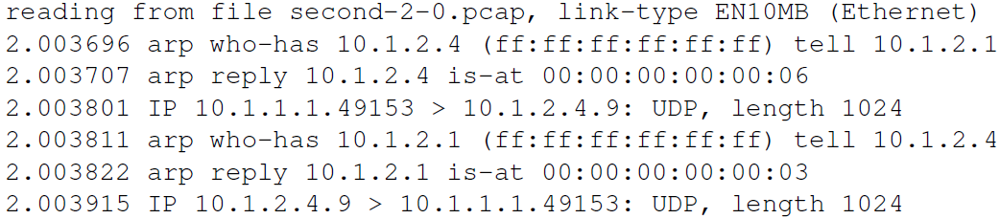 reading from file second-2-0.pcap, link-type EN10MB (Ethernet)
2.003696 arp who-has 10.1.2.4 (ff:ff:ff:ff:ff:ff) tell 10.1.2.1
2.003707 arp reply 10.1.2.4 is-at 00:00:00:00:00:06
2.003801 IP 10.1.1.1.49153 > 10.1.2.4.9: UDP, length 1024
2.003811 arp who-has 10.1.2.1 (ff:ff:ff:ff:ff:ff) tell 10.1.2.4
2.003822 arp reply 10.1.2.1 is-at 00:00:00:00:00:03
2.003915 IP 10.1.2.4.9 > 10.1.1.1.49153: UDP, length 1024